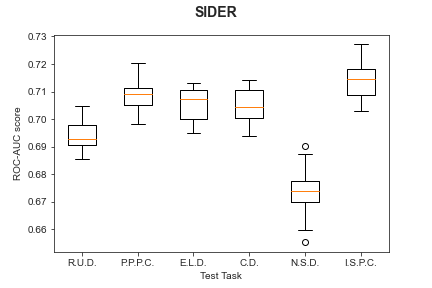 SIDER
ROC-AUC score
0.73
0.72
0.71
0.70
0.69
0.68
0.67
0.66
R.U.D. P.P.P.C. E.L.D. C.D. N.S.D. I.S.P.C.
Test Task